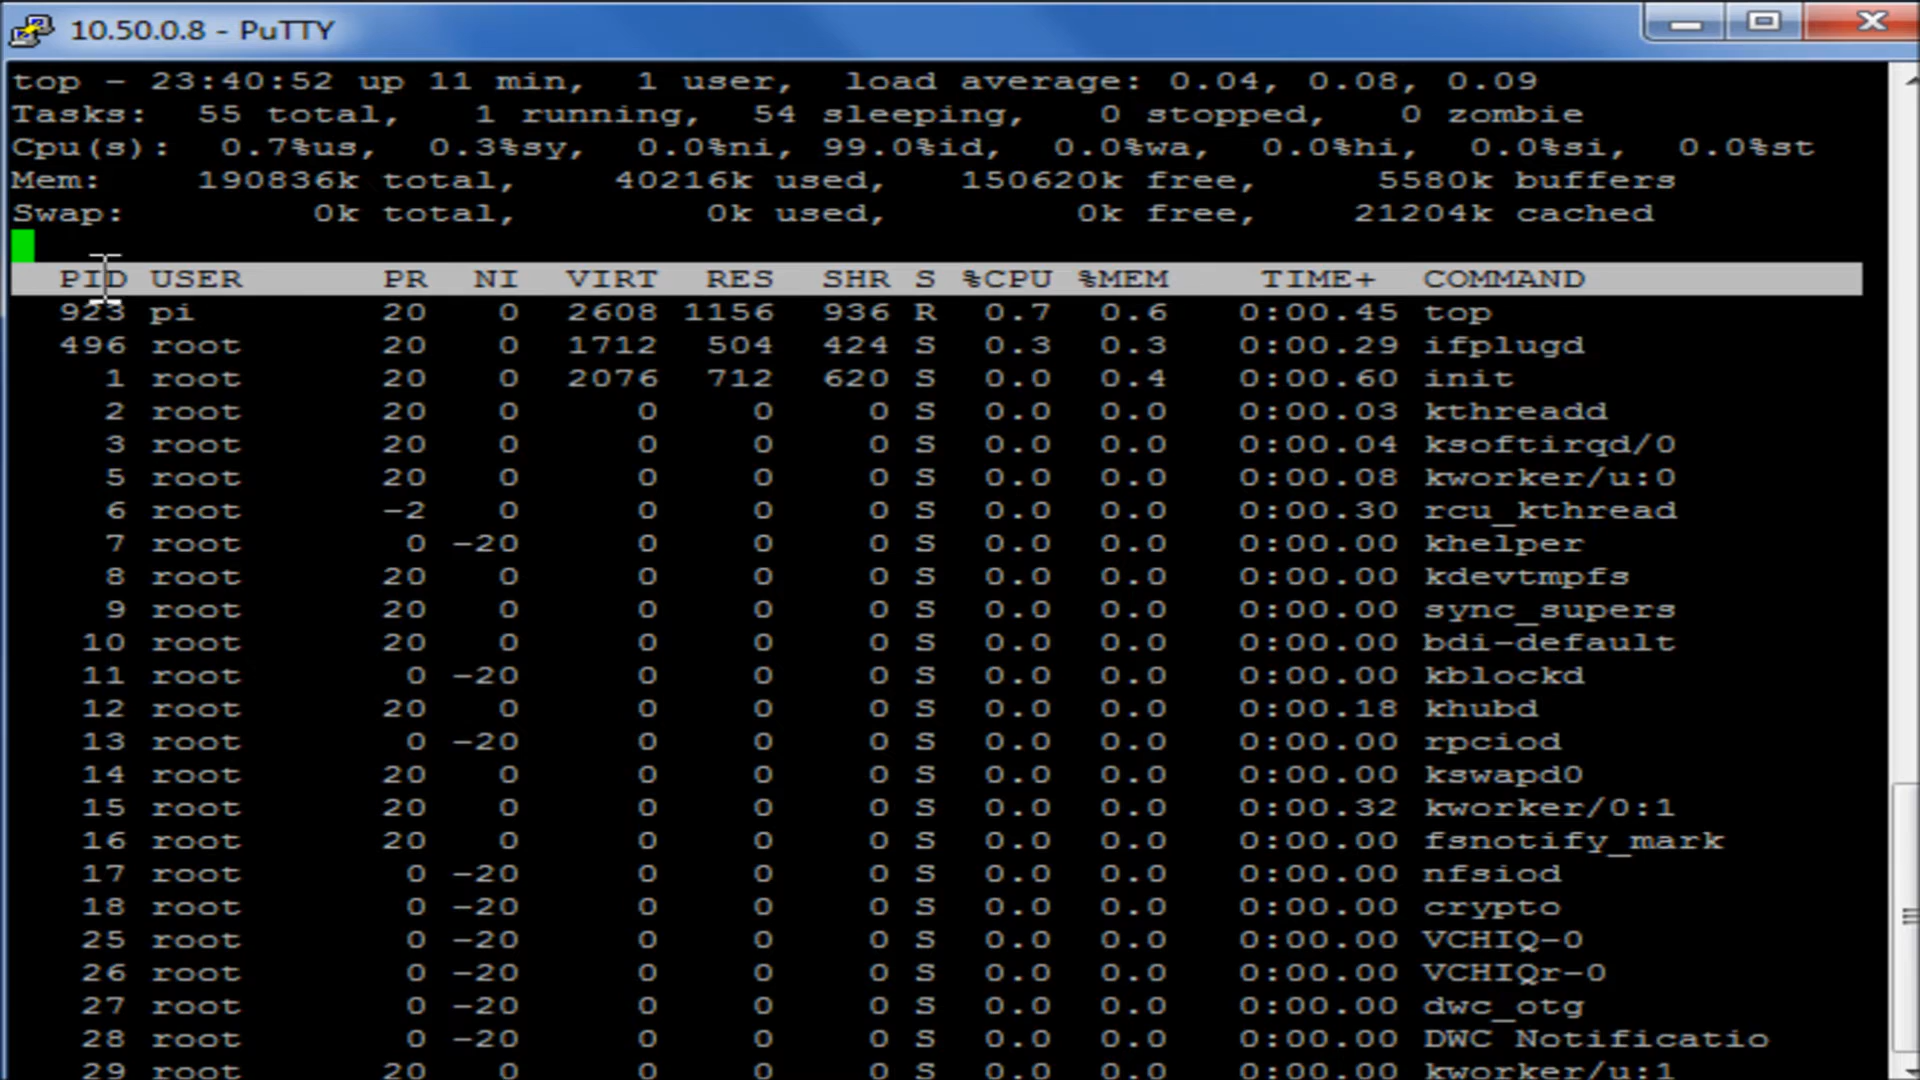 10.50.0.8 - PuTTY
top - 23:40:52 up 11 min,  1 user,  load average: 0.04, 0.08, 0.09
Tasks:  55 total,   1 running,  54 sleeping,   0 stopped,   0 zombie
Cpu(s):  0.7%us,  0.3%sy,  0.0%ni, 99.0%id,  0.0%wa,  0.0%hi,  0.0%si,  0.0%st
Mem:    190836k total,    40216k used,   150620k free,     5580k buffers
Swap:        0k total,        0k used,        0k free,    21204k cached
PID USER      PR  NI  VIRT  RES  SHR S %CPU %MEM    TIME+  COMMAND
923 pi        20   0  2608 1156  936 R  0.7  0.6   0:00.45 top
496 root      20   0  1712  504  424 S  0.3  0.3   0:00.29 ifplugd
1 root      20   0  2076  712  620 S  0.0  0.4   0:00.60 init
2 root      20   0     0    0    0 S  0.0  0.0   0:00.03 kthreadd
3 root      20   0     0    0    0 S  0.0  0.0   0:00.04 ksoftirqd/0
5 root      20   0     0    0    0 S  0.0  0.0   0:00.08 kworker/u:0
6 root      -2   0     0    0    0 S  0.0  0.0   0:00.30 rcu_kthread
7 root       0 -20     0    0    0 S  0.0  0.0   0:00.00 khelper
8 root      20   0     0    0    0 S  0.0  0.0   0:00.00 kdevtmpfs
9 root      20   0     0    0    0 S  0.0  0.0   0:00.00 sync_supers
10 root      20   0     0    0    0 S  0.0  0.0   0:00.00 bdi-default
11 root       0 -20     0    0    0 S  0.0  0.0   0:00.00 kblockd
12 root      20   0     0    0    0 S  0.0  0.0   0:00.18 khubd
13 root       0 -20     0    0    0 S  0.0  0.0   0:00.00 rpciod
14 root      20   0     0    0    0 S  0.0  0.0   0:00.00 kswapd0
15 root      20   0     0    0    0 S  0.0  0.0   0:00.32 kworker/0:1
16 root      20   0     0    0    0 S  0.0  0.0   0:00.00 fsnotify_mark
17 root       0 -20     0    0    0 S  0.0  0.0   0:00.00 nfsiod
18 root       0 -20     0    0    0 S  0.0  0.0   0:00.00 crypto
25 root       0 -20     0    0    0 S  0.0  0.0   0:00.00 VCHIQ-0
26 root       0 -20     0    0    0 S  0.0  0.0   0:00.00 VCHIQr-0
27 root       0 -20     0    0    0 S  0.0  0.0   0:00.00 dwc_otg
28 root       0 -20     0    0    0 S  0.0  0.0   0:00.00 DWC Notificatio
29 root      20   0     0    0    0 S  0.0  0.0   0:00.00 kworker/u:1